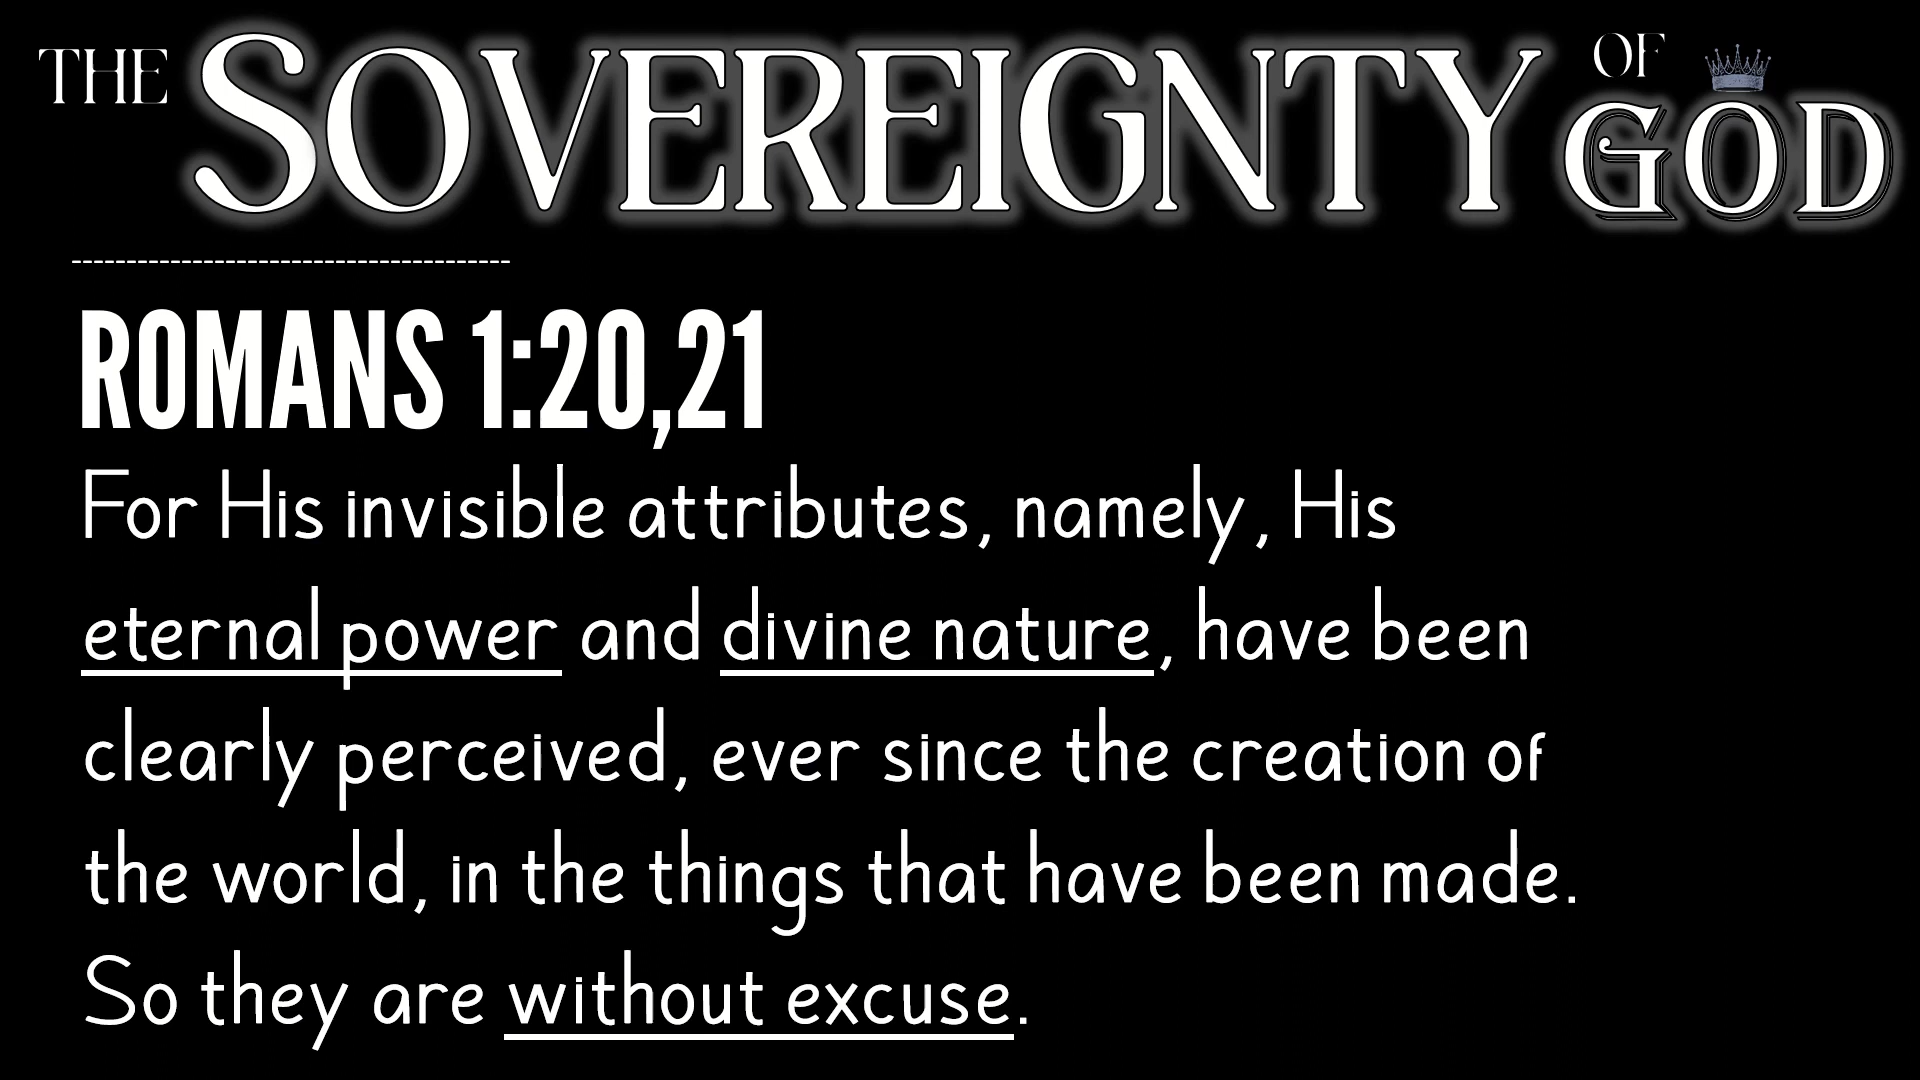 THE SOVEREIGNTY OF GOD
---------------------------------------
ROMANS 1:20,21
For His invisible attributes, namely, His
eternal power and divine nature, have been
clearly perceived, ever since the creation of
the world, in the things that have been made.
So they are without excuse.